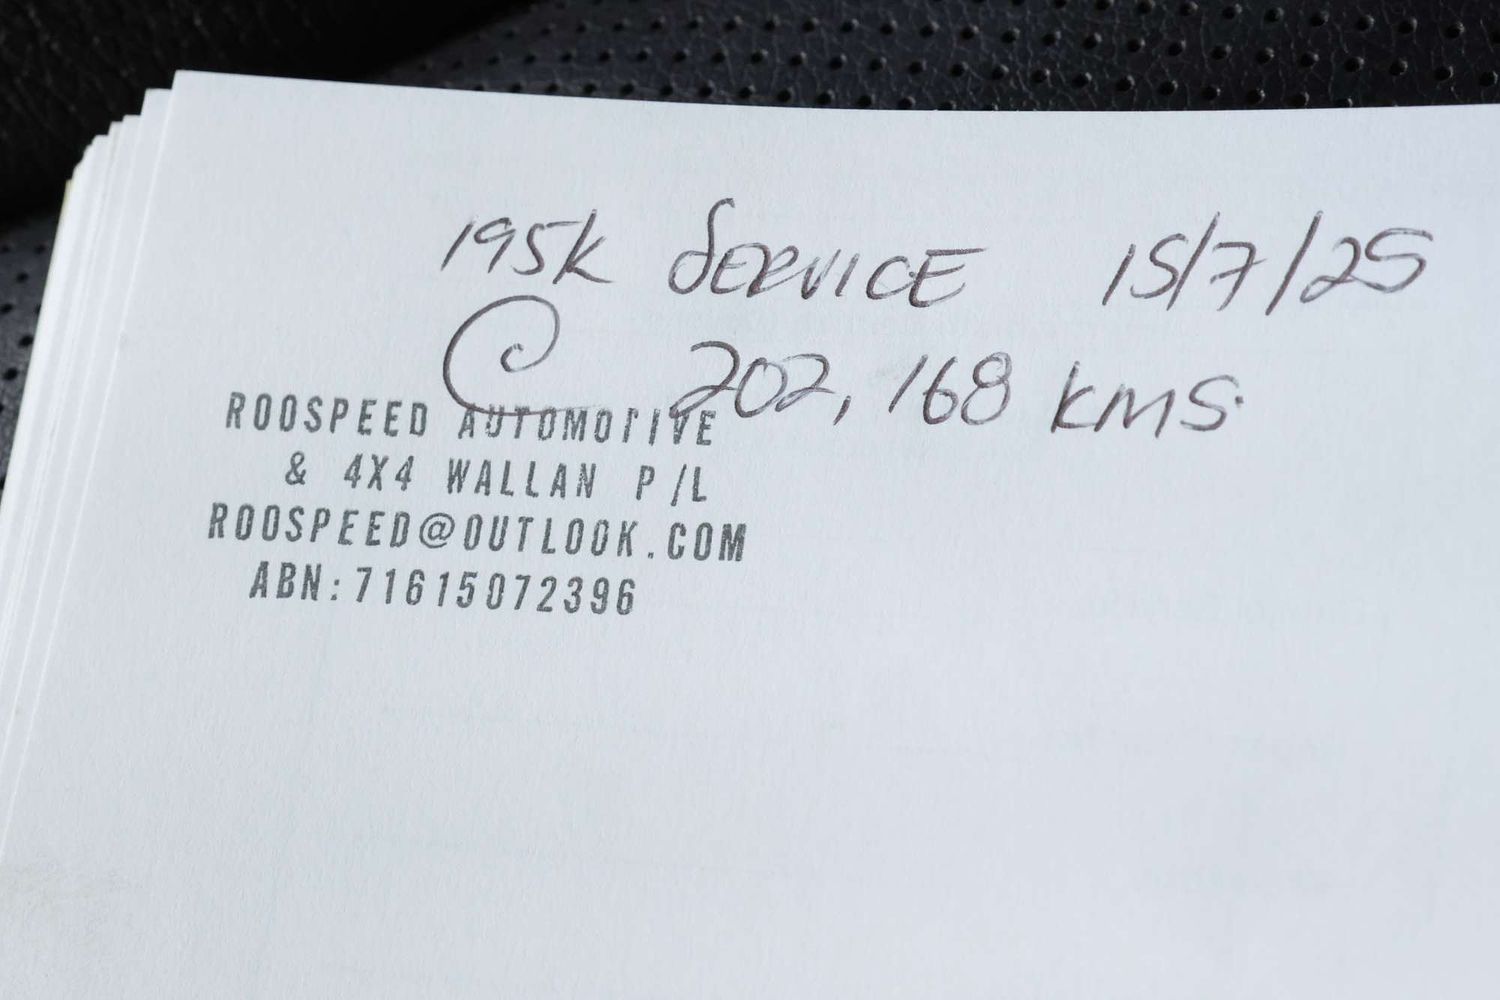 195K SERVICE 15/7/25
@ 202,168 KMS.
ROOSPEED AUTOMOTIVE
& 4X4 WALLAN P/L
ROOSPEED@OUTLOOK.COM
ABN:71615072396